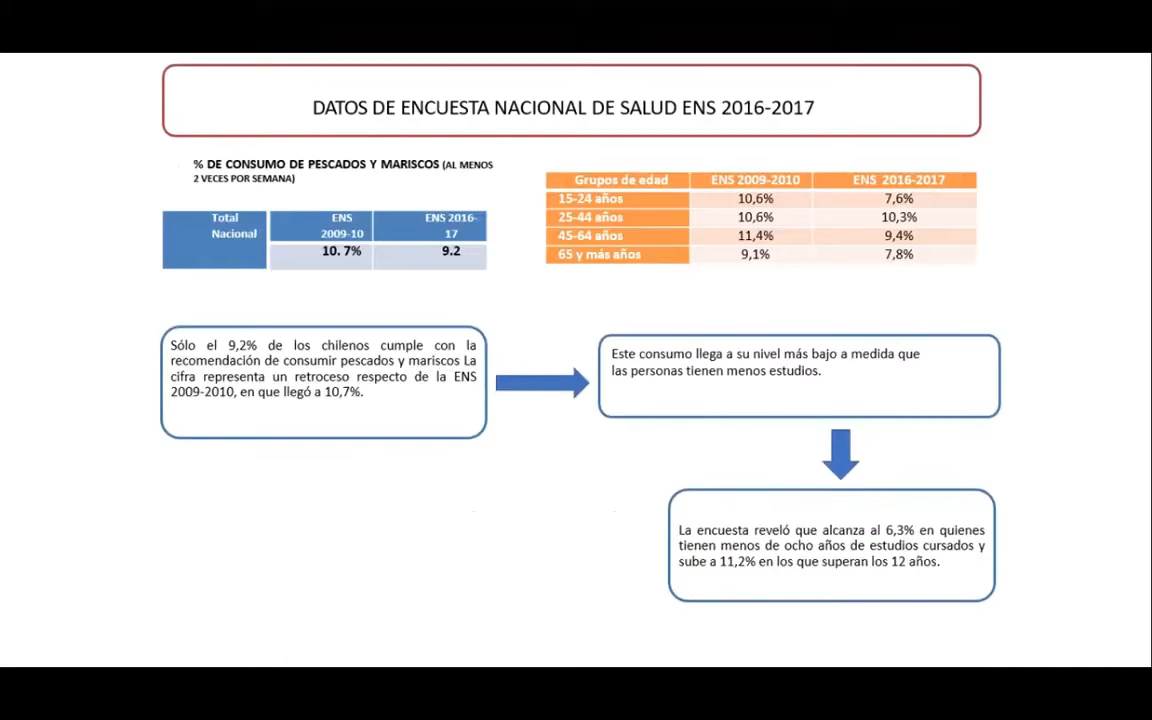 DATOS DE ENCUESTA NACIONAL DE SALUD ENS 2016-2017
% DE CONSUMO DE PESCADOS Y MARISCOS (AL MENOS
2 VECES POR SEMANA)
Total Nacional
ENS 2009-10
ENS 2016-17
10. 7%
9.2
Grupos de edad ENS 2009-2010 ENS 2016-2017
15-24 años 10,6% 7,6%
25-44 años 10,6% 10,3%
45-64 años 11,4% 9,4%
65 y más años 9,1% 7,8%
Sólo el 9,2% de los chilenos cumple con la
recomendación de consumir pescados y mariscos La
cifra representa un retroceso respecto de la ENS
2009-2010, en que llegó a 10,7%.
Este consumo llega a su nivel más bajo a medida que
las personas tienen menos estudios.
La encuesta reveló que alcanza al 6,3% en quienes
tienen menos de ocho años de estudios cursados y
sube a 11,2% en los que superan los 12 años.